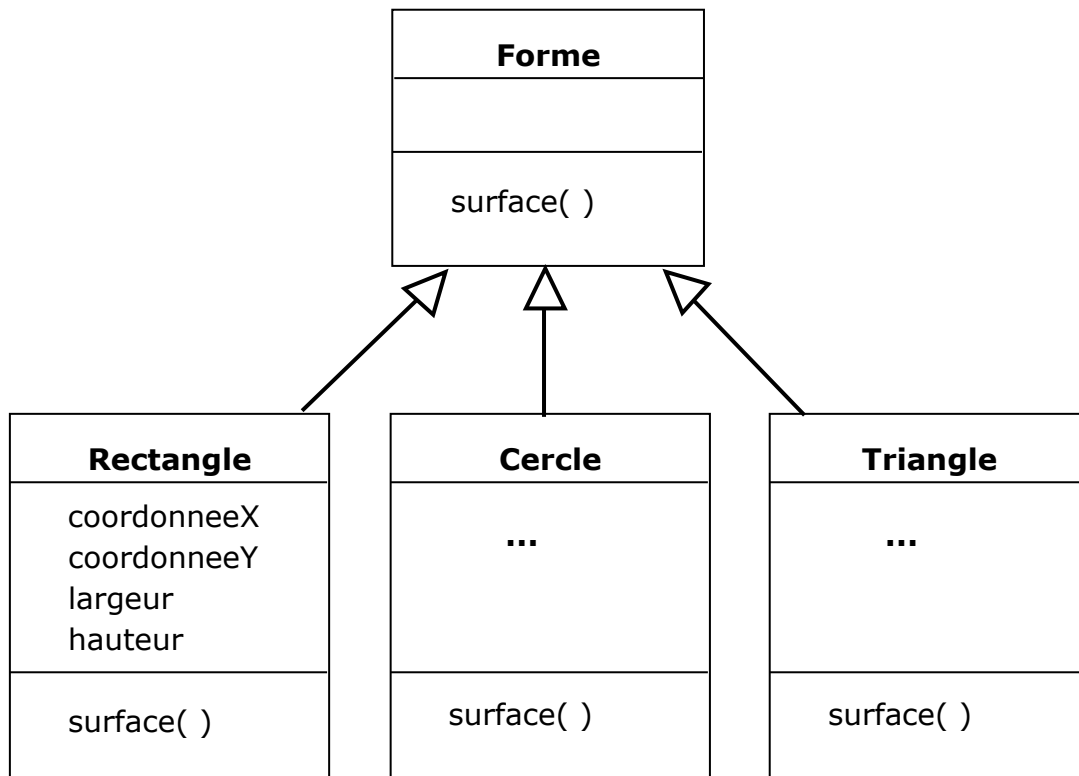 Forme
surface( )
Rectangle
coordonneeX
coordonneeY
largeur
hauteur
surface( )
Cercle
...
surface( )
Triangle
...
surface( )